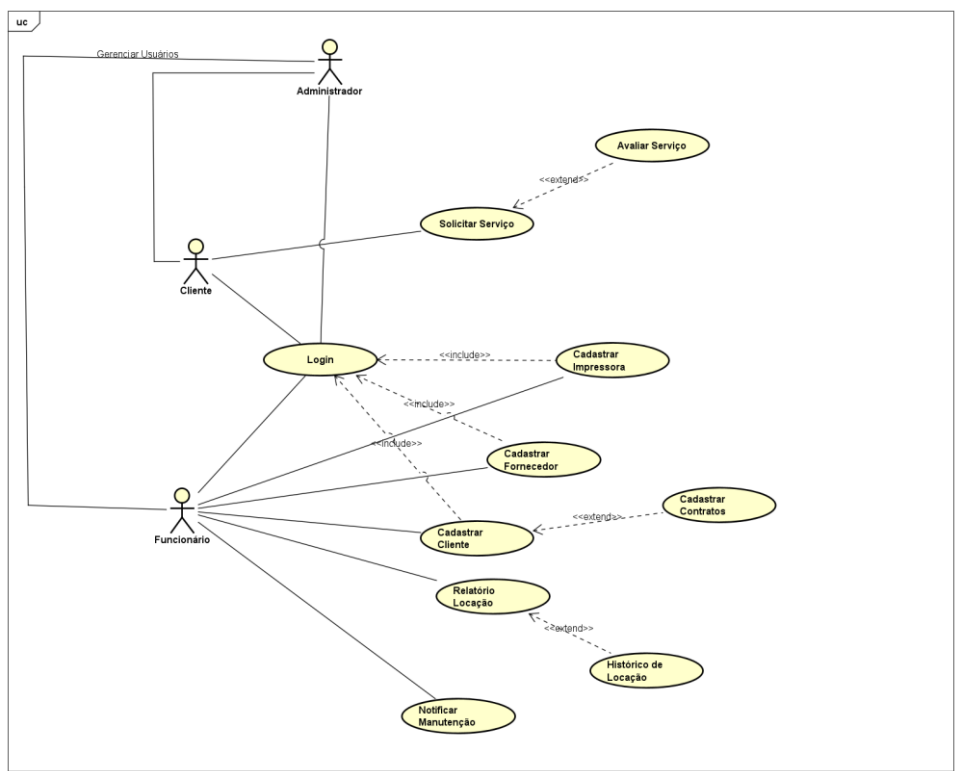 uc
Gerenciar Usuários
Administrador
Avaliar Serviço
<<extend>>
Solicitar Serviço
Cliente
Login
<<include>>
Cadastrar
Impressora
<<include>>
<<include>>
Cadastrar
Fornecedor
Cadastrar
Contratos
<<extend>>
Funcionário
Cadastrar
Cliente
Relatório
Locação
<<extend>>
Histórico de
Locação
Notificar
Manutenção